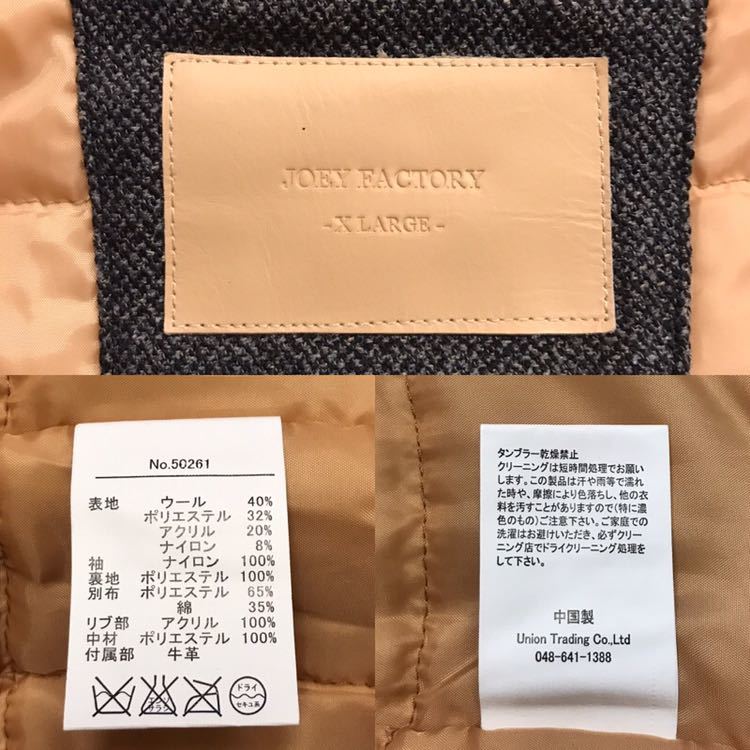 JOEY FACTORY
- X LARGE -
No.50261
表地 ウール 40%
ポリエステル 32%
アクリル 20%
ナイロン 8%
袖 ナイロン 100%
裏地 ポリエステル 100%
別布 ポリエステル 65%
綿 35%
リブ部 アクリル 100%
中材 ポリエステル 100%
付属部 牛革
エンソ サラシ ドライ
セキユ系
タンブラー乾燥禁止
クリーニングは短時間処理でお願い
します。この製品は汗や雨等で濡れ
た時や、摩擦により色落ちし、他の衣
料を汚すことがありますので(特に濃
色のもの)ご注意下さい。ご家庭での
洗濯はお避けいただき、必ずクリー
ニング店でドライクリーニング処理を
して下さい。
中国製
Union Trading Co.,Ltd
048-641-1388